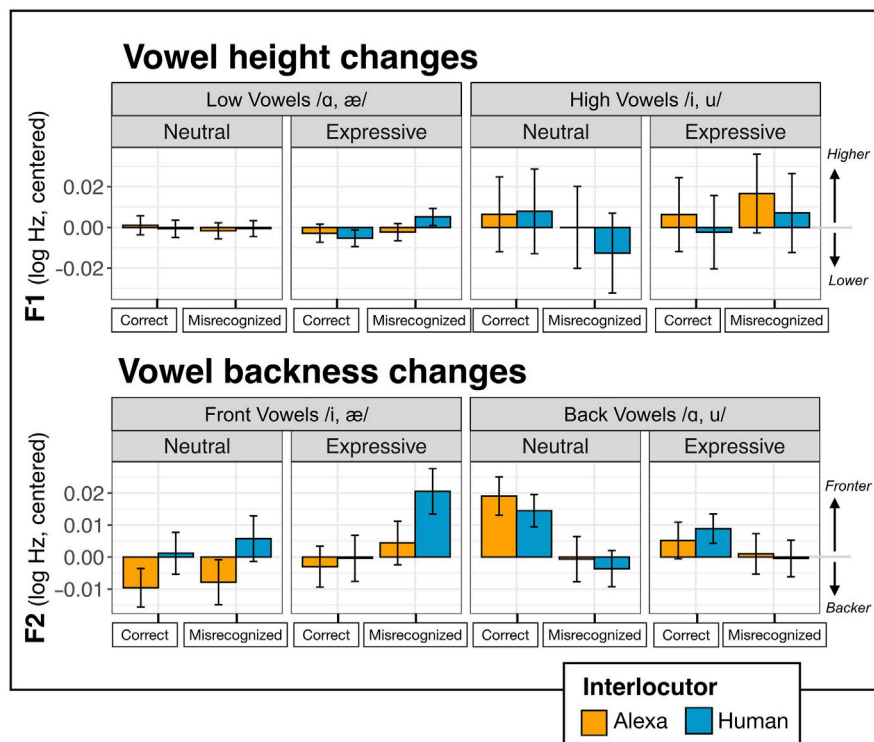 Vowel height changes
Low Vowels /ɑ, æ/ High Vowels /i, u/
Neutral Expressive Neutral Expressive
F1 (log Hz, centered)
0.02
0.00
−0.02
Higher
Lower
Correct Misrecognized Correct Misrecognized Correct Misrecognized Correct Misrecognized
Vowel backness changes
Front Vowels /i, æ/ Back Vowels /ɑ, u/
Neutral Expressive Neutral Expressive
F2 (log Hz, centered)
0.02
0.01
0.00
−0.01
Fronter
Backer
Correct Misrecognized Correct Misrecognized Correct Misrecognized Correct Misrecognized
Interlocutor
Alexa Human